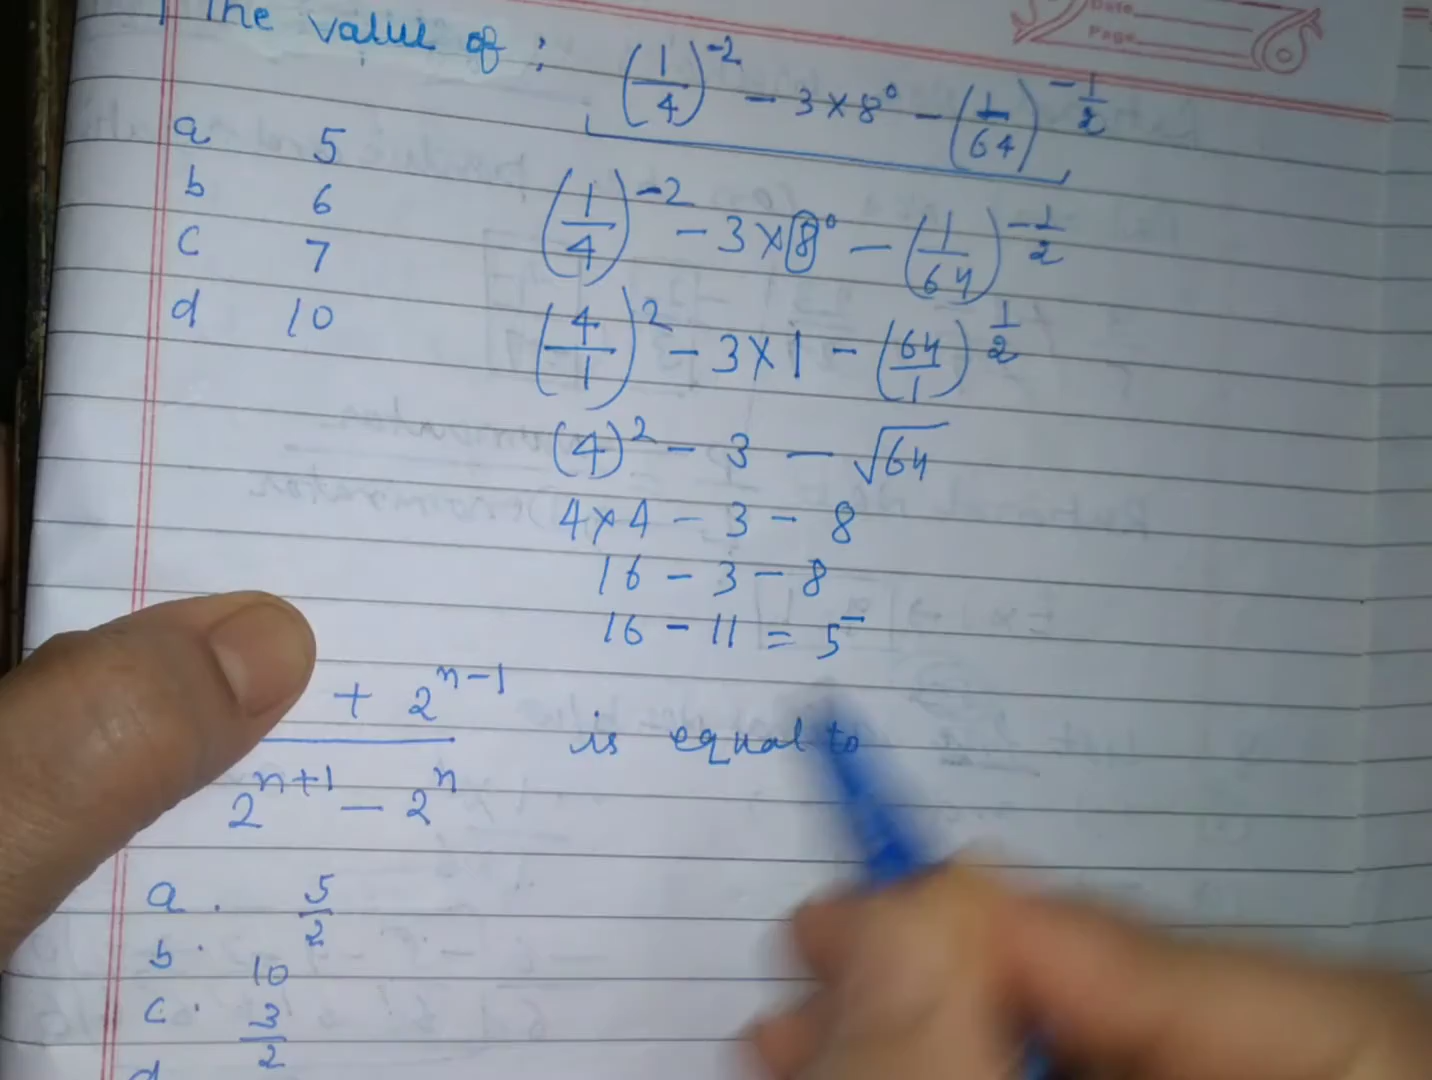 The value of : (1/4)^-2 - 3×8° - (1/64)^-1/2
a 5
b 6
c 7
d 10
(1/4)^-2 - 3×8° - (1/64)^-1/2
(4/1)^2 - 3×1 - (64/1)^1/2
(4)^2 - 3 - √64
4×4 - 3 - 8
16 - 3 - 8
16 - 11 = 5
+ 2^n-1
is equal to
2^n+1 - 2^n
a. 5/2
b. 10
c. 3/2
d
Date
Page